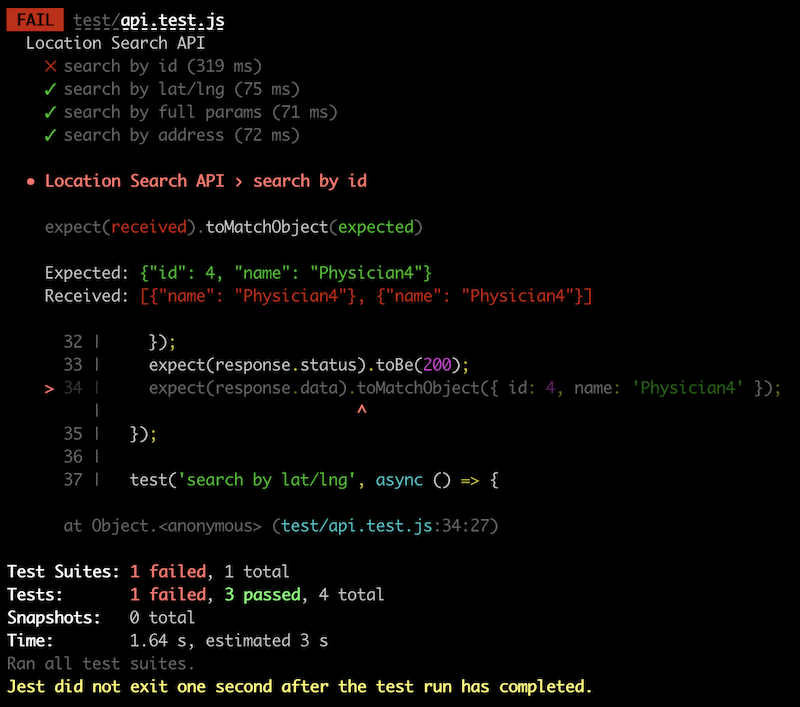 FAIL test/api.test.js
Location Search API
✕ search by id (319 ms)
✓ search by lat/lng (75 ms)
✓ search by full params (71 ms)
✓ search by address (72 ms)
● Location Search API › search by id
expect(received).toMatchObject(expected)
Expected: {"id": 4, "name": "Physician4"}
Received: [{"name": "Physician4"}, {"name": "Physician4"}]
32 | });
33 | expect(response.status).toBe(200);
> 34 | expect(response.data).toMatchObject({ id: 4, name: 'Physician4' });
| ^
35 | });
36 |
37 | test('search by lat/lng', async () => {
at Object.<anonymous> (test/api.test.js:34:27)
Test Suites: 1 failed, 1 total
Tests: 1 failed, 3 passed, 4 total
Snapshots: 0 total
Time: 1.64 s, estimated 3 s
Ran all test suites.
Jest did not exit one second after the test run has completed.